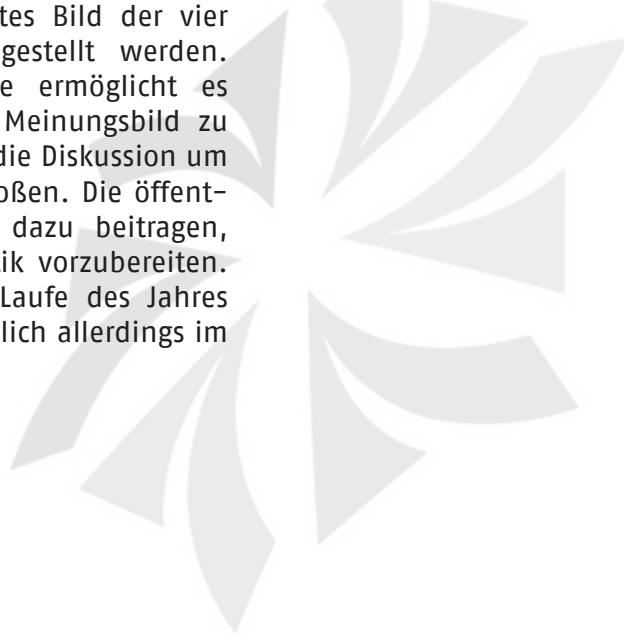 tes Bild der vier
gestellt werden.
e ermöglicht es
Meinungsbild zu
die Diskussion um
oßen. Die öffent-
dazu beitragen,
tik vorzubereiten.
Laufe des Jahres
lich allerdings im